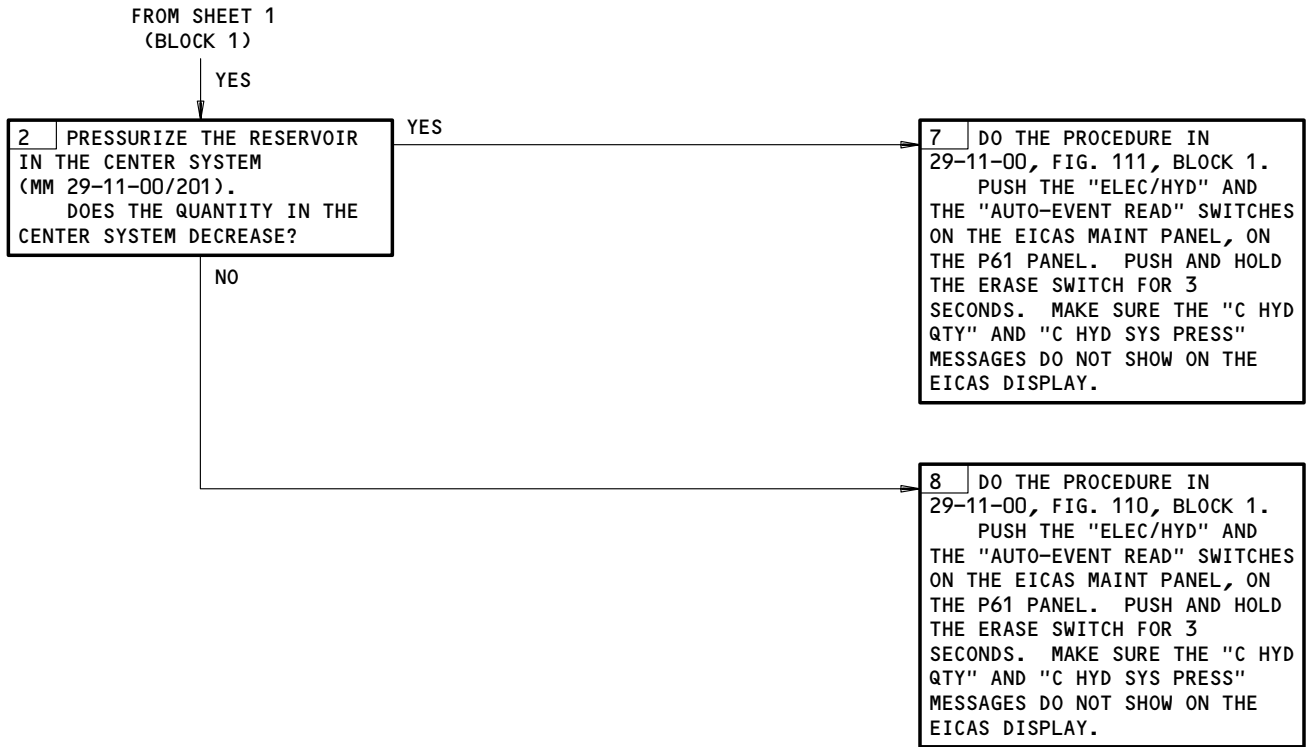 FROM SHEET 1
(BLOCK 1)
YES
2 PRESSURIZE THE RESERVOIR
IN THE CENTER SYSTEM
(MM 29-11-00/201).
DOES THE QUANTITY IN THE
CENTER SYSTEM DECREASE?
YES
NO
7 DO THE PROCEDURE IN
29-11-00, FIG. 111, BLOCK 1.
PUSH THE "ELEC/HYD" AND
THE "AUTO-EVENT READ" SWITCHES
ON THE EICAS MAINT PANEL, ON
THE P61 PANEL. PUSH AND HOLD
THE ERASE SWITCH FOR 3
SECONDS. MAKE SURE THE "C HYD
QTY" AND "C HYD SYS PRESS"
MESSAGES DO NOT SHOW ON THE
EICAS DISPLAY.
8 DO THE PROCEDURE IN
29-11-00, FIG. 110, BLOCK 1.
PUSH THE "ELEC/HYD" AND
THE "AUTO-EVENT READ" SWITCHES
ON THE EICAS MAINT PANEL, ON
THE P61 PANEL. PUSH AND HOLD
THE ERASE SWITCH FOR 3
SECONDS. MAKE SURE THE "C HYD
QTY" AND "C HYD SYS PRESS"
MESSAGES DO NOT SHOW ON THE
EICAS DISPLAY.